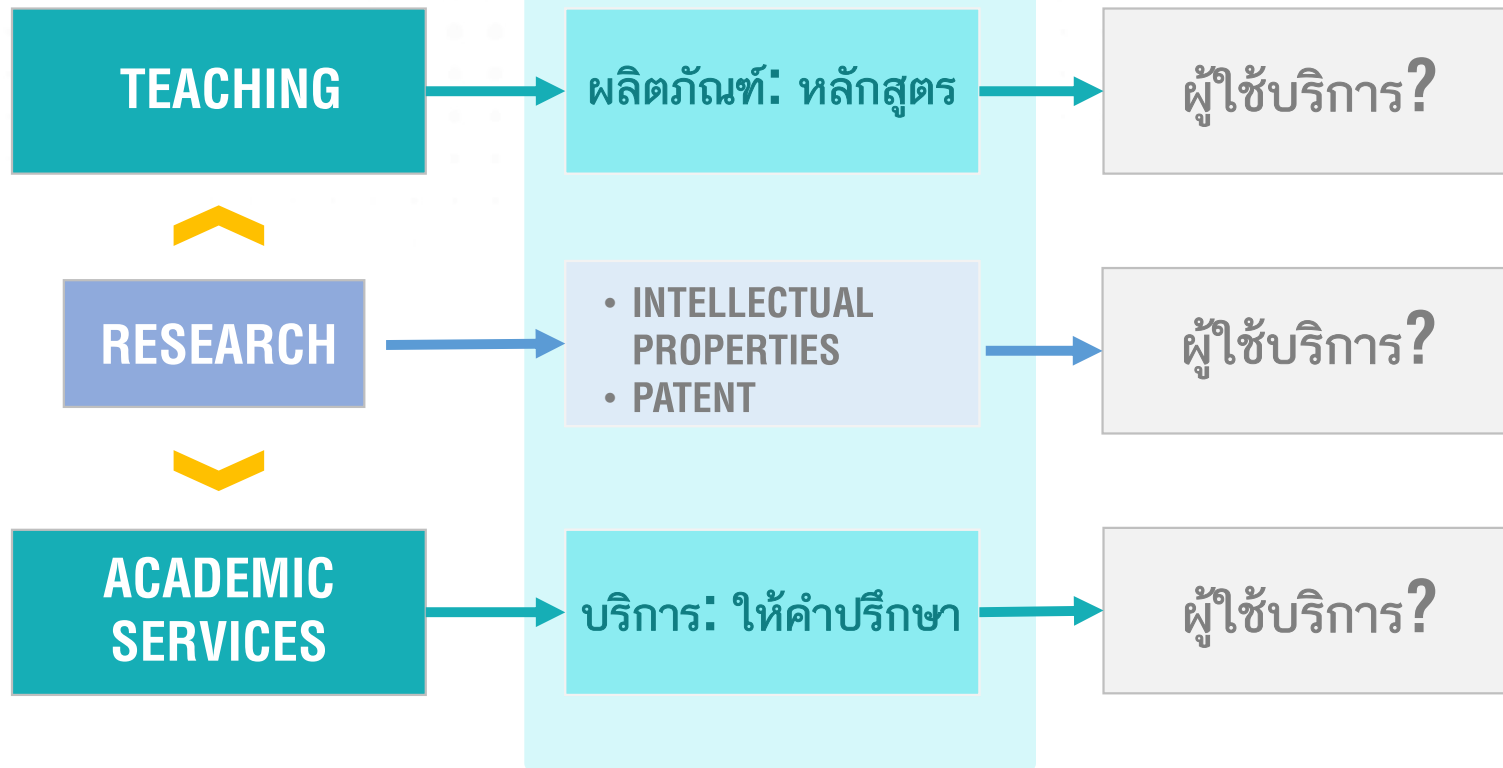 TEACHING
ผลิตภัณฑ์: หลักสูตร
ผู้ใช้บริการ?
RESEARCH
• INTELLECTUAL
PROPERTIES
• PATENT
ผู้ใช้บริการ?
ACADEMIC
SERVICES
บริการ: ให้คำปรึกษา
ผู้ใช้บริการ?